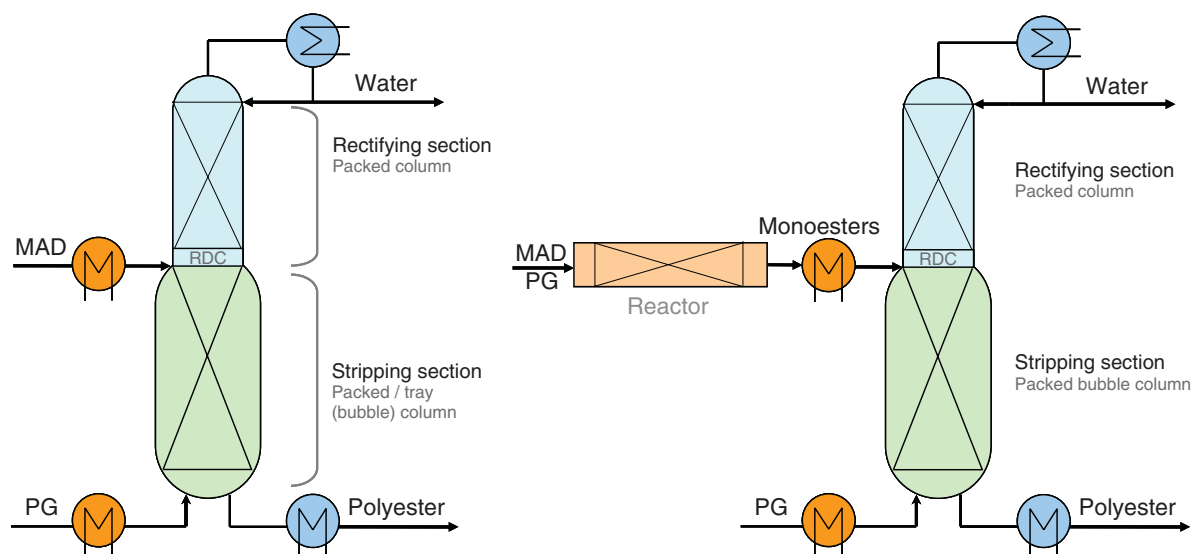 Water
Rectifying section
Packed column
MAD
RDC
Stripping section
Packed / tray
(bubble) column
PG
Polyester
Water
Rectifying section
Packed column
Monoesters
MAD
PG
RDC
Reactor
Stripping section
Packed bubble column
PG
Polyester